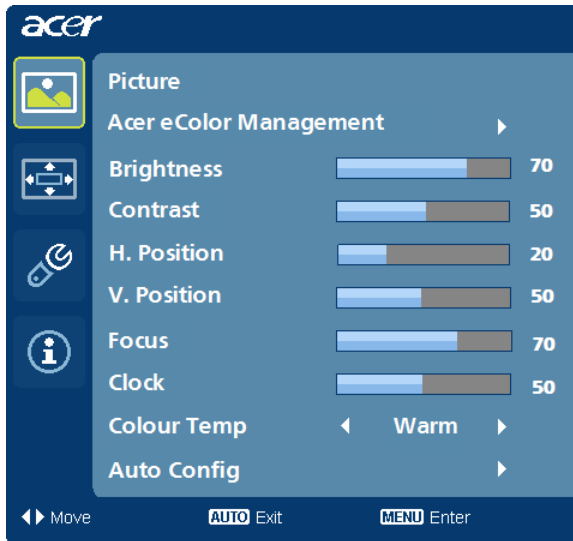 acer
Picture
Acer eColor Management
Brightness 70
Contrast 50
H. Position 20
V. Position 50
Focus 70
Clock 50
Colour Temp Warm
Auto Config
Move AUTO Exit MENU Enter